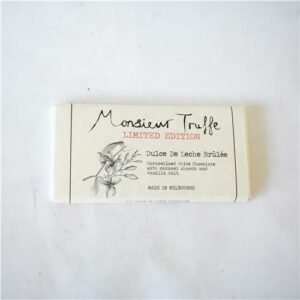 Monsieur Truffe
LIMITED EDITION
Dulce De Leche Brûlée
Caramelised White Chocolate
with caramel shards and
Vanilla Salt.
MADE IN MELBOURNE